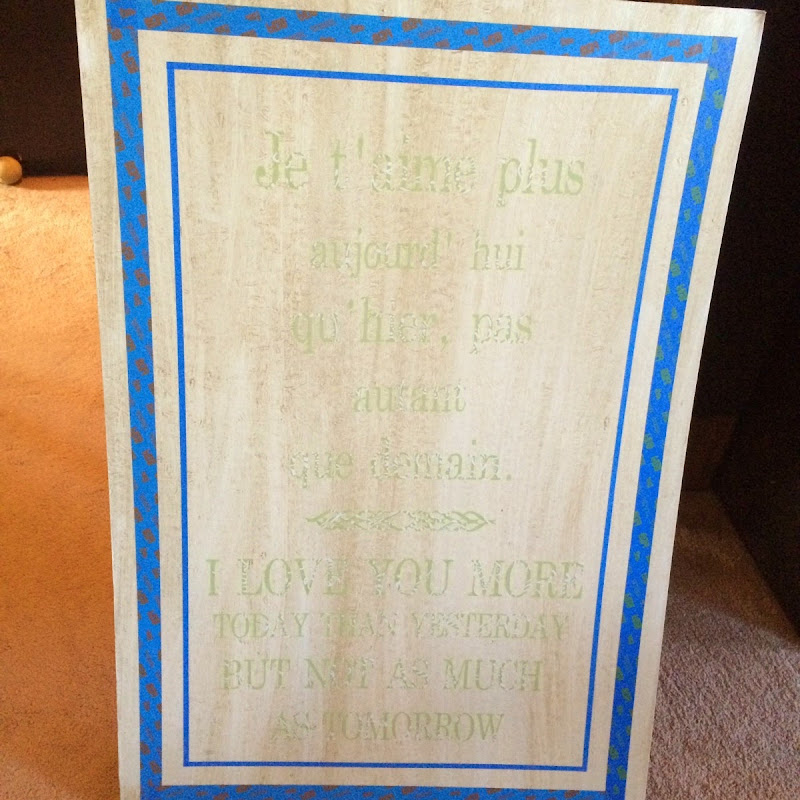 Je t'aime plus
aujourd' hui
qu'hier, pas
autant
que demain.
I LOVE YOU MORE
TODAY THAN YESTERDAY
BUT NOT AS MUCH
AS TOMORROW